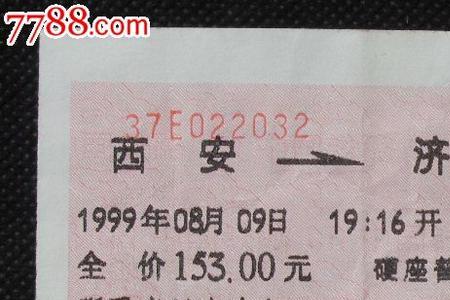 7788.com
37E022032
西 安 → 济
1999年08月09日 19:16开
全 价153.00元 硬座普